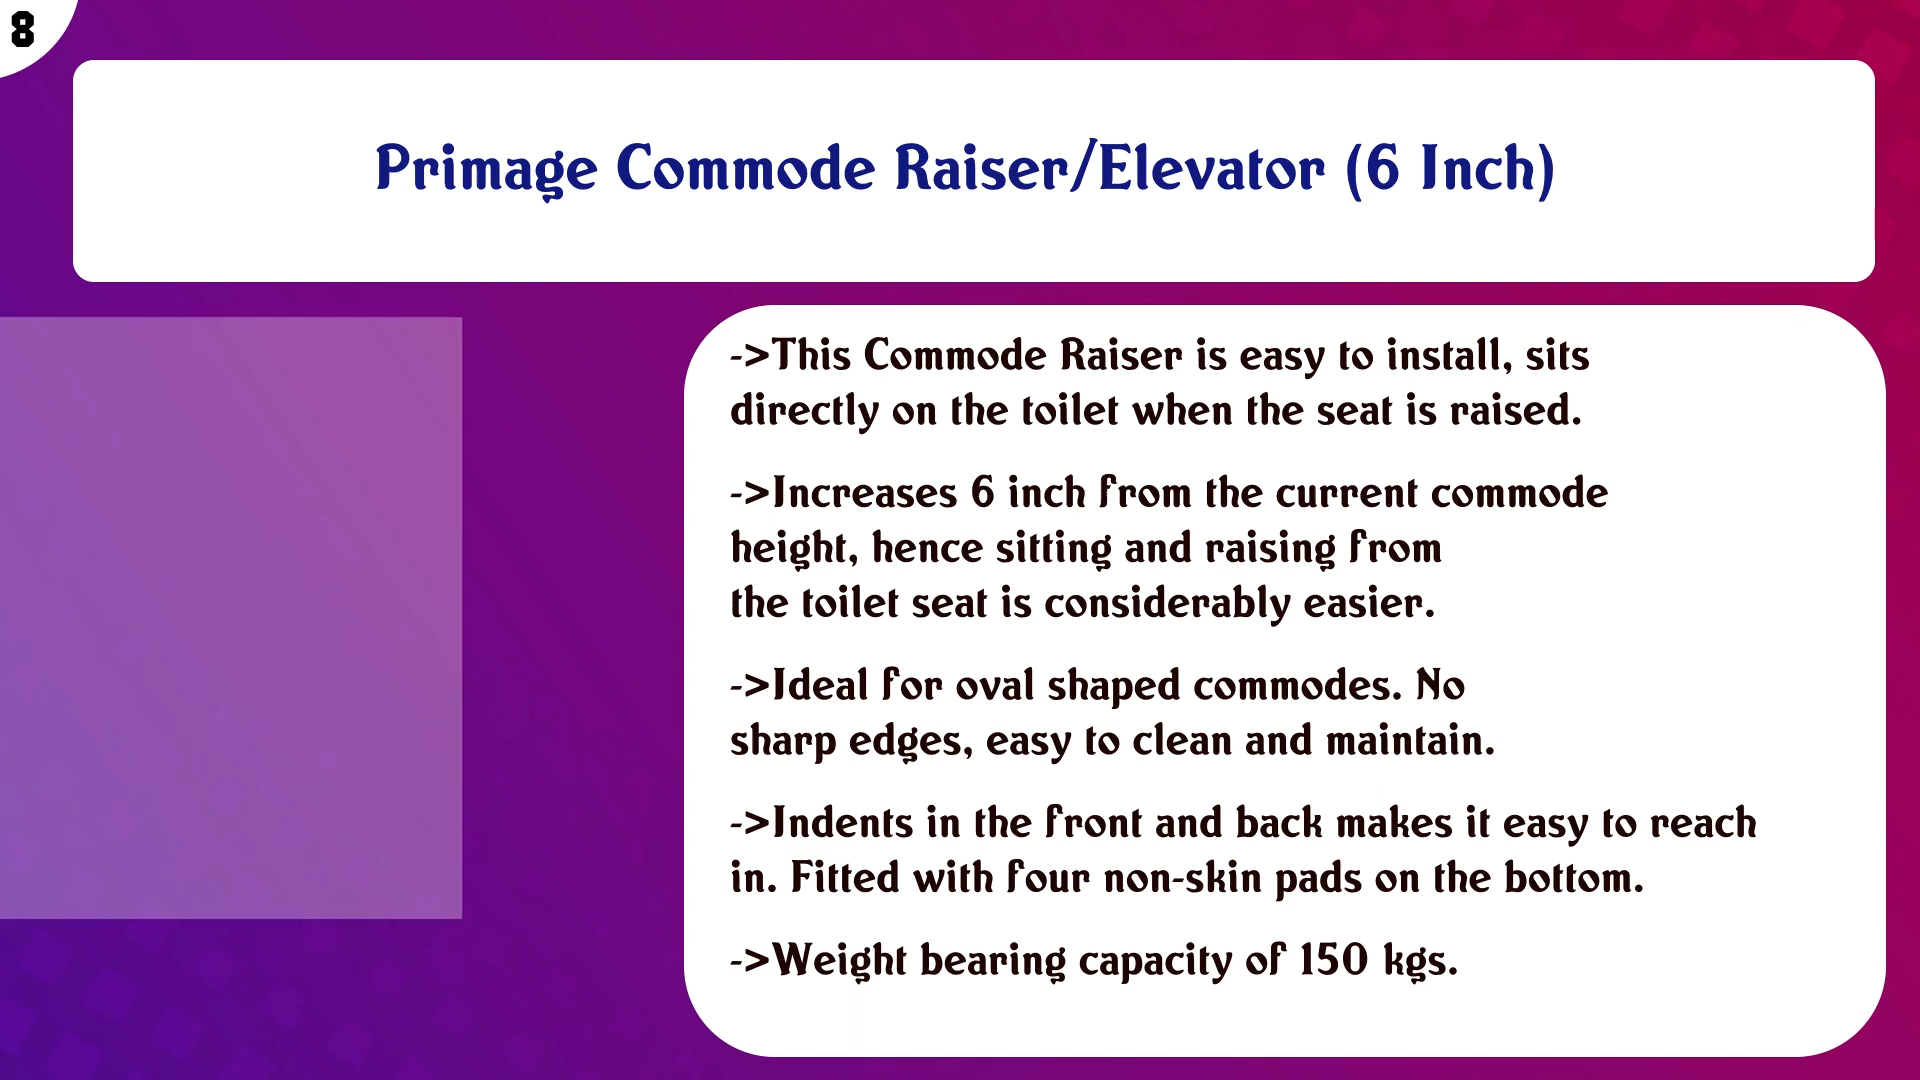 8
Primage Commode Raiser/Elevator (6 Inch)
->This Commode Raiser is easy to install, sits
directly on the toilet when the seat is raised.
->Increases 6 inch from the current commode
height, hence sitting and raising from
the toilet seat is considerably easier.
->Ideal for oval shaped commodes. No
sharp edges, easy to clean and maintain.
->Indents in the front and back makes it easy to reach
in. Fitted with four non-skin pads on the bottom.
->Weight bearing capacity of 150 kgs.